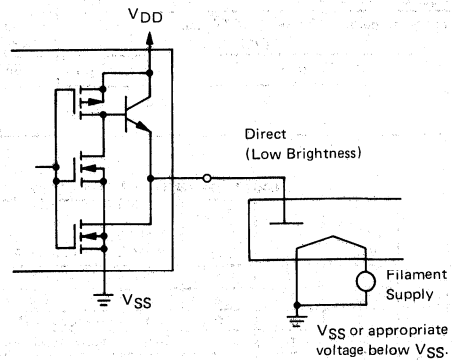 VDD
Direct
(Low Brightness)
Filament
Supply
VSS
VSS or appropriate
voltage below VSS.